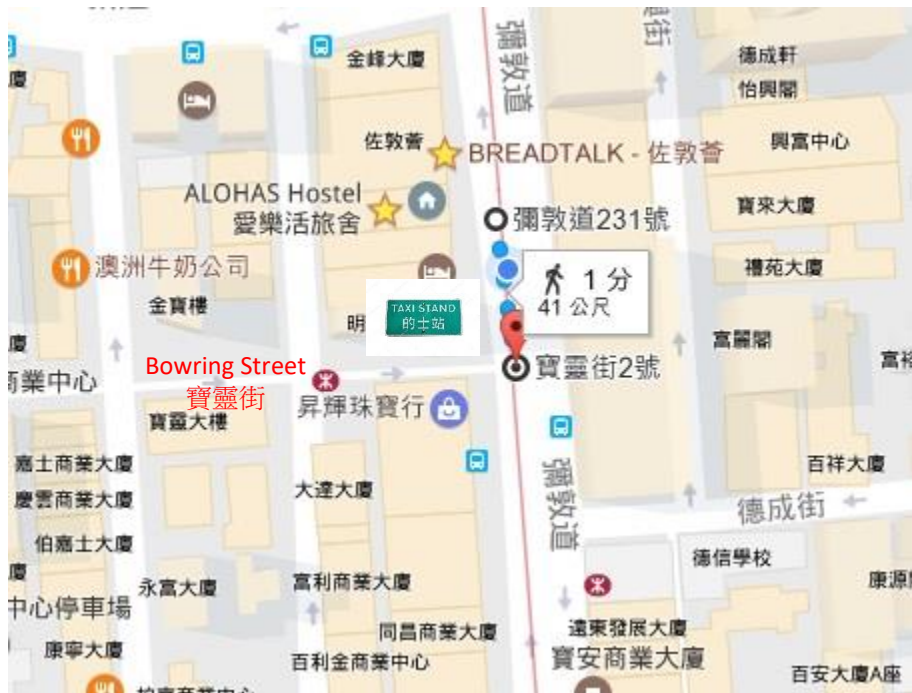 金峰大廈
彌敦道
興街
德成軒
怡興閣
佐敦薈
BREADTALK - 佐敦薈
興富中心
ALOHAS Hostel
愛樂活旅舍
彌敦道231號
寶來大廈
澳洲牛奶公司
1 分
41 公尺
禮苑大廈
金寶樓
TAXI STAND
的士站
明
富麗閣
富裕
Bowring Street
寶靈街
寶靈街2號
商業中心
昇輝珠寶行
寶靈大樓
嘉士商業大廈
大達大廈
百祥大廈
慶雲商業大廈
彌敦道
德成街
伯嘉士大廈
德信學校
永富大廈
富利商業大廈
康源
中心停車場
同昌商業大廈
遠東發展大廈
康寧大廈
百利金商業中心
寶安商業大廈
百安大廈A座